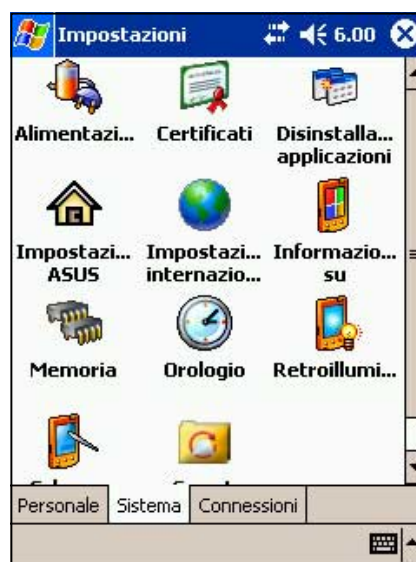 Impostazioni 6.00
Alimentazi... Certificati Disinstalla...
applicazioni
Impostazi... Impostazi... Informazio...
ASUS internazio... su
Memoria Orologio Retroillumi...
Personale Sistema Connessioni